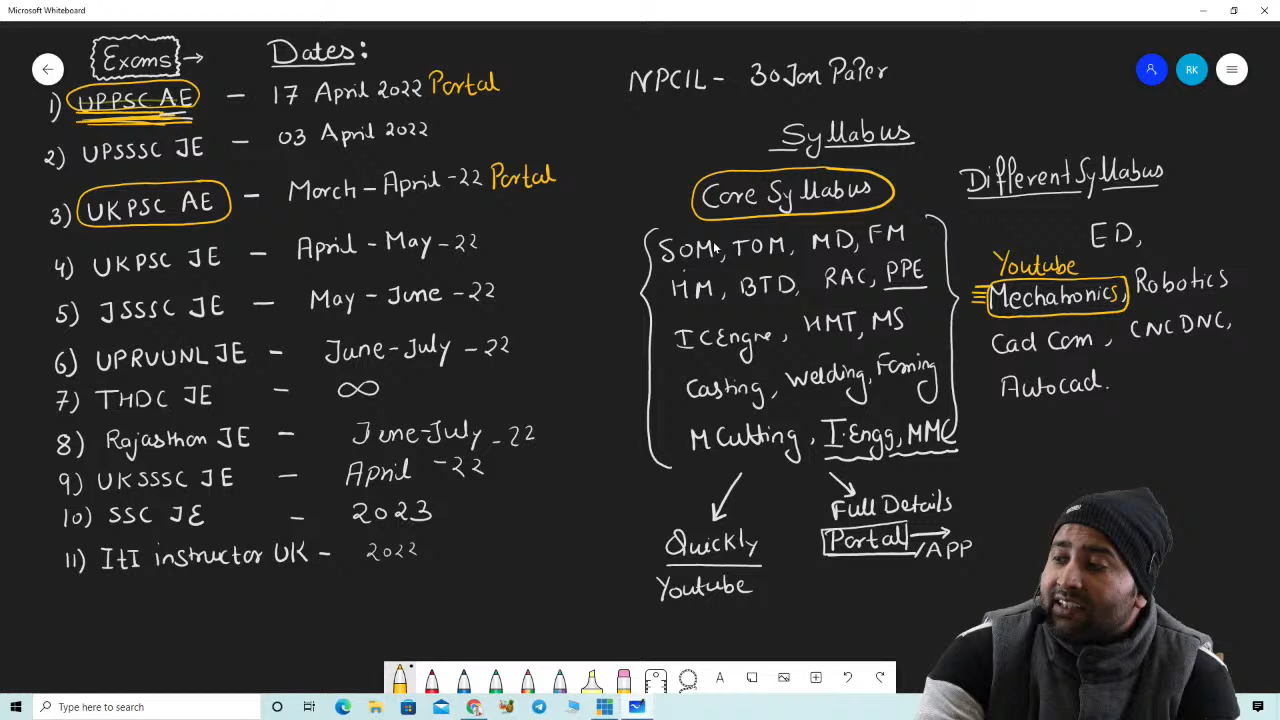 Microsoft Whiteboard
Exams → Dates:
1) UPPSC AE - 17 April 2022 Portal
2) UPSSSC JE - 03 April 2022
3) UKPSC AE - March-April-22 Portal
4) UKPSC JE - April-May-22
5) JSSSC JE - May-June-22
6) UPRVUNL JE - June-July-22
7) THDC JE - ∞
8) Rajasthan JE - June-July-22
9) UKSSSC JE - April-22
10) SSC JE - 2023
11) ItI instructor UK - 2022
NPCIL - 30 Jan Paper
Syllabus
Core Syllabus
SOM, TOM, MD, FM
HM, BTD, RAC, PPE
IC Engne, HMT, MS
Casting, Welding, Forming
M Cutting, I.Engg, MMC
Quickly
Youtube
Full Details
Portal → /APP
Different Syllabus
ED,
Youtube
Mechatronics, Robotics
Cad Cam, CNC DNC,
Autocad.
RK
Type here to search